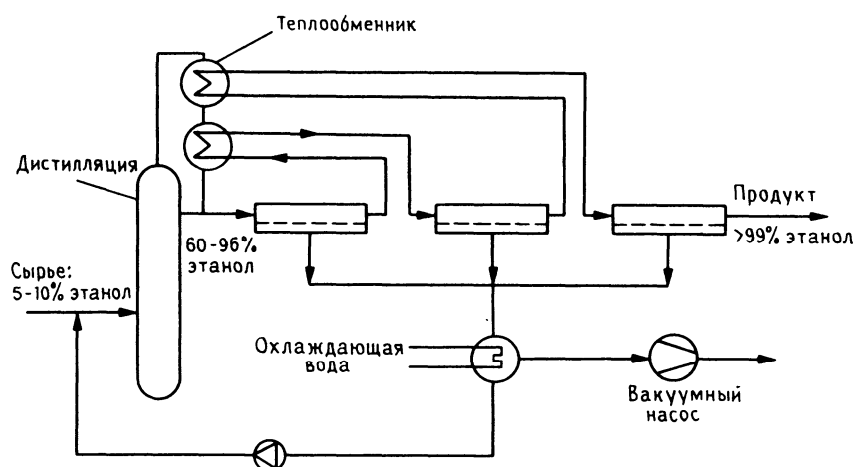 Теплообменник
Дистилляция
60-96%
этанол
Продукт
>99% этанол
Сырье:
5-10% этанол
Охлаждающая
вода
Вакуумный
насос